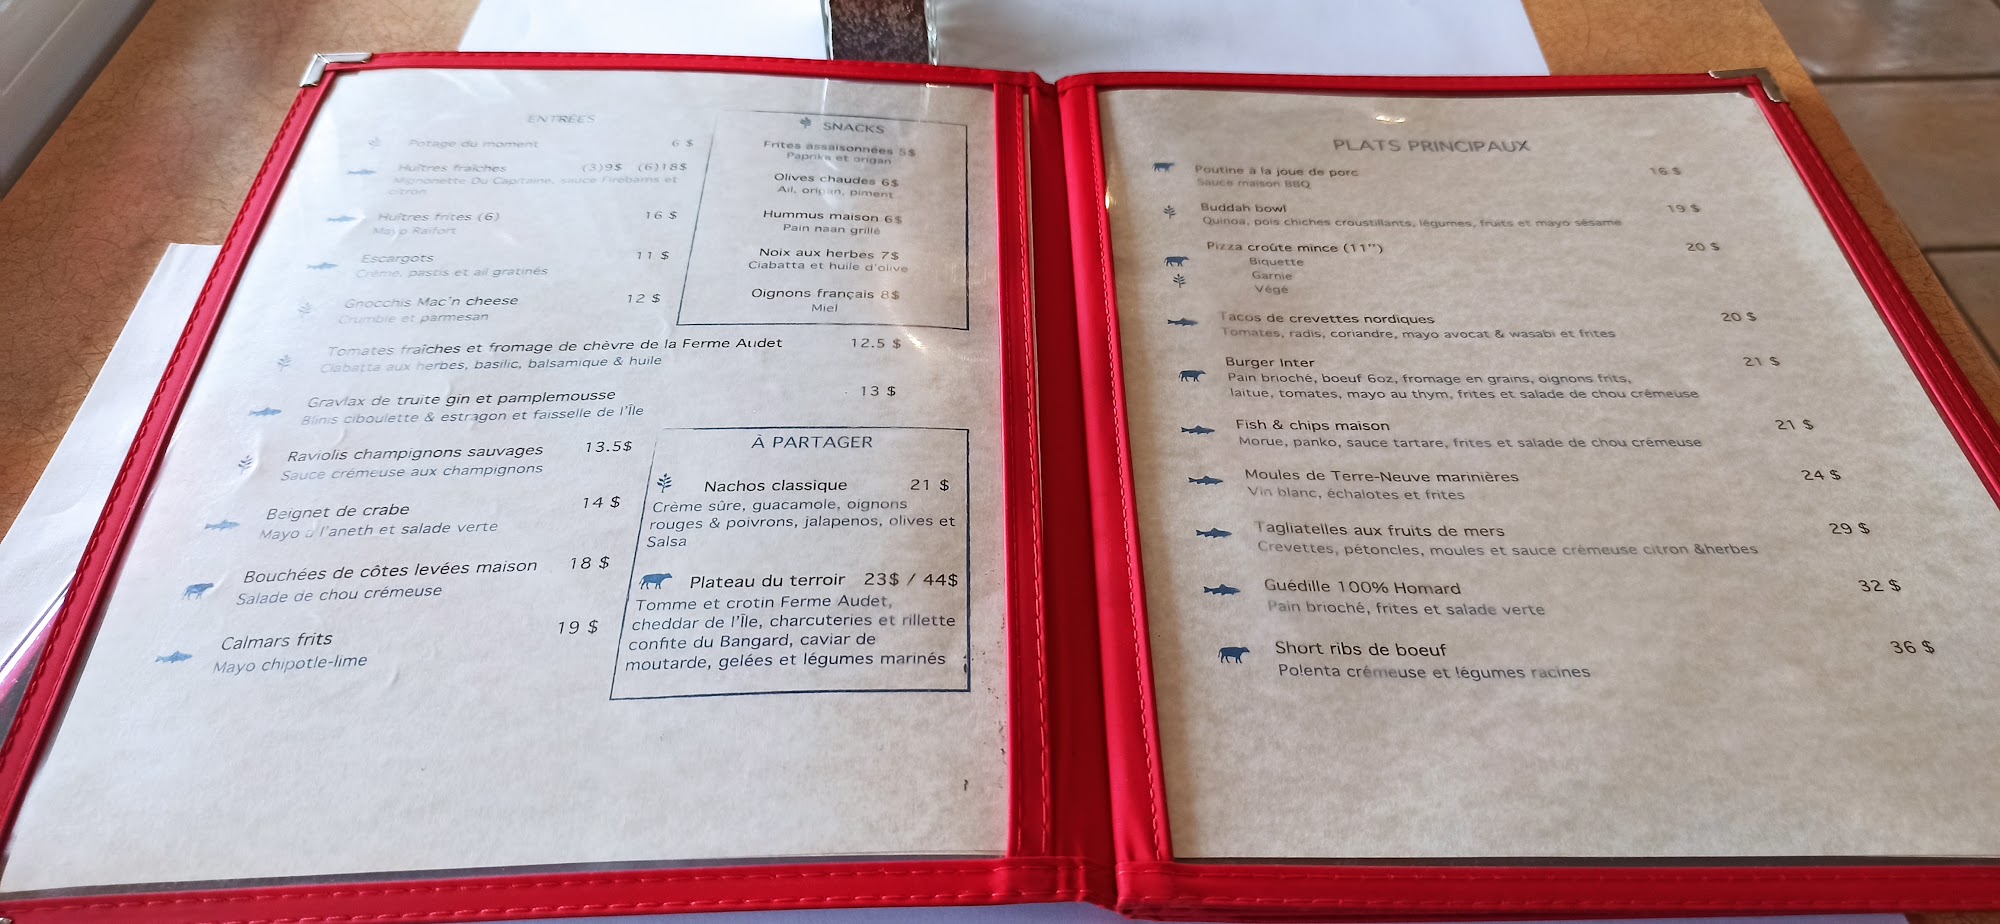 ENTRÉES
Potage du moment 6 $
Huîtres fraîches (3)9$ (6)18$
Mignonette Du Capitaine, sauce Firebarns et
citron
Huîtres frites (6) 16 $
Mayo Raifort
Escargots 11 $
Crème, pastis et ail gratinés
Gnocchis Mac'n cheese 12 $
Crumble et parmesan
Tomates fraîches et fromage de chèvre de la Ferme Audet 12.5 $
Ciabatta aux herbes, basilic, balsamique & huile
Gravlax de truite gin et pamplemousse 13 $
Blinis ciboulette & estragon et faisselle de l'Île
Raviolis champignons sauvages 13.5$
Sauce crémeuse aux champignons
Beignet de crabe 14 $
Mayo à l'aneth et salade verte
Bouchées de côtes levées maison 18 $
Salade de chou crémeuse
Calmars frits 19 $
Mayo chipotle-lime
SNACKS
Frites assaisonnées 5$
Paprika et origan
Olives chaudes 6$
Ail, origan, piment
Hummus maison 6$
Pain naan grillé
Noix aux herbes 7$
Ciabatta et huile d'olive
Oignons français 8$
Miel
À PARTAGER
Nachos classique 21 $
Crème sûre, guacamole, oignons
rouges & poivrons, jalapenos, olives et
Salsa
Plateau du terroir 23$ / 44$
Tomme et crotin Ferme Audet,
cheddar de l'Île, charcuteries et rillette
confite du Bangard, caviar de
moutarde, gelées et légumes marinés
PLATS PRINCIPAUX
Poutine à la joue de porc 16 $
Sauce maison BBQ
Buddah bowl 19 $
Quinoa, pois chiches croustillants, légumes, fruits et mayo sésame
Pizza croûte mince (11") 20 $
Biquette
Garnie
Végé
Tacos de crevettes nordiques 20 $
Tomates, radis, coriandre, mayo avocat & wasabi et frites
Burger Inter 21 $
Pain brioché, boeuf 6oz, fromage en grains, oignons frits,
laitue, tomates, mayo au thym, frites et salade de chou crémeuse
Fish & chips maison 21 $
Morue, panko, sauce tartare, frites et salade de chou crémeuse
Moules de Terre-Neuve marinières 24 $
Vin blanc, échalotes et frites
Tagliatelles aux fruits de mers 29 $
Crevettes, pétoncles, moules et sauce crémeuse citron &herbes
Guédille 100% Homard 32 $
Pain brioché, frites et salade verte
Short ribs de boeuf 36 $
Polenta crémeuse et légumes racines